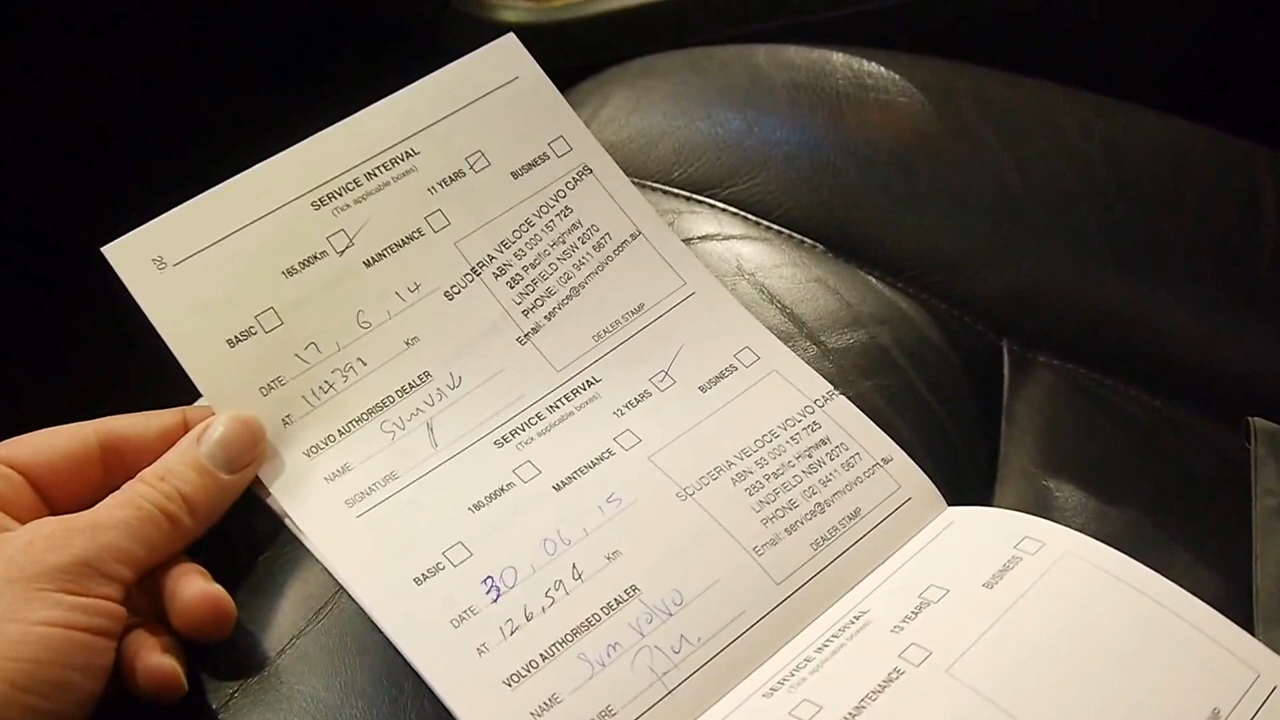 20.
SERVICE INTERVAL
(Tick applicable boxes)
BASIC
165,000Km
MAINTENANCE
11 YEARS
BUSINESS
DATE: 17, 6, 14
AT: 114398 Km
VOLVO AUTHORISED DEALER
NAME SVM VOLVO
SIGNATURE
SCUDERIA VELOCE VOLVO CARS
ABN: 53 000 157 725
283 Pacific Highway
LINDFIELD NSW 2070
PHONE: (02) 9411 6677
Email: service@svmvolvo.com.au
DEALER STAMP
SERVICE INTERVAL
(Tick applicable boxes)
BASIC
180,000Km
MAINTENANCE
12 YEARS
BUSINESS
DATE 30, 06, 15
AT 126,594 Km
VOLVO AUTHORISED DEALER
NAME: Svm Volvo
URE
SCUDERIA VELOCE VOLVO CARS
ABN: 53 000 157 725
283 Pacific Highway
LINDFIELD NSW 2070
PHONE: (02) 9411 6677
Email: service@svmvolvo.com.au
DEALER STAMP
SERVICE INTERVAL
(Tick applicable boxes)
MAINTENANCE
13 YEARS
BUSINESS